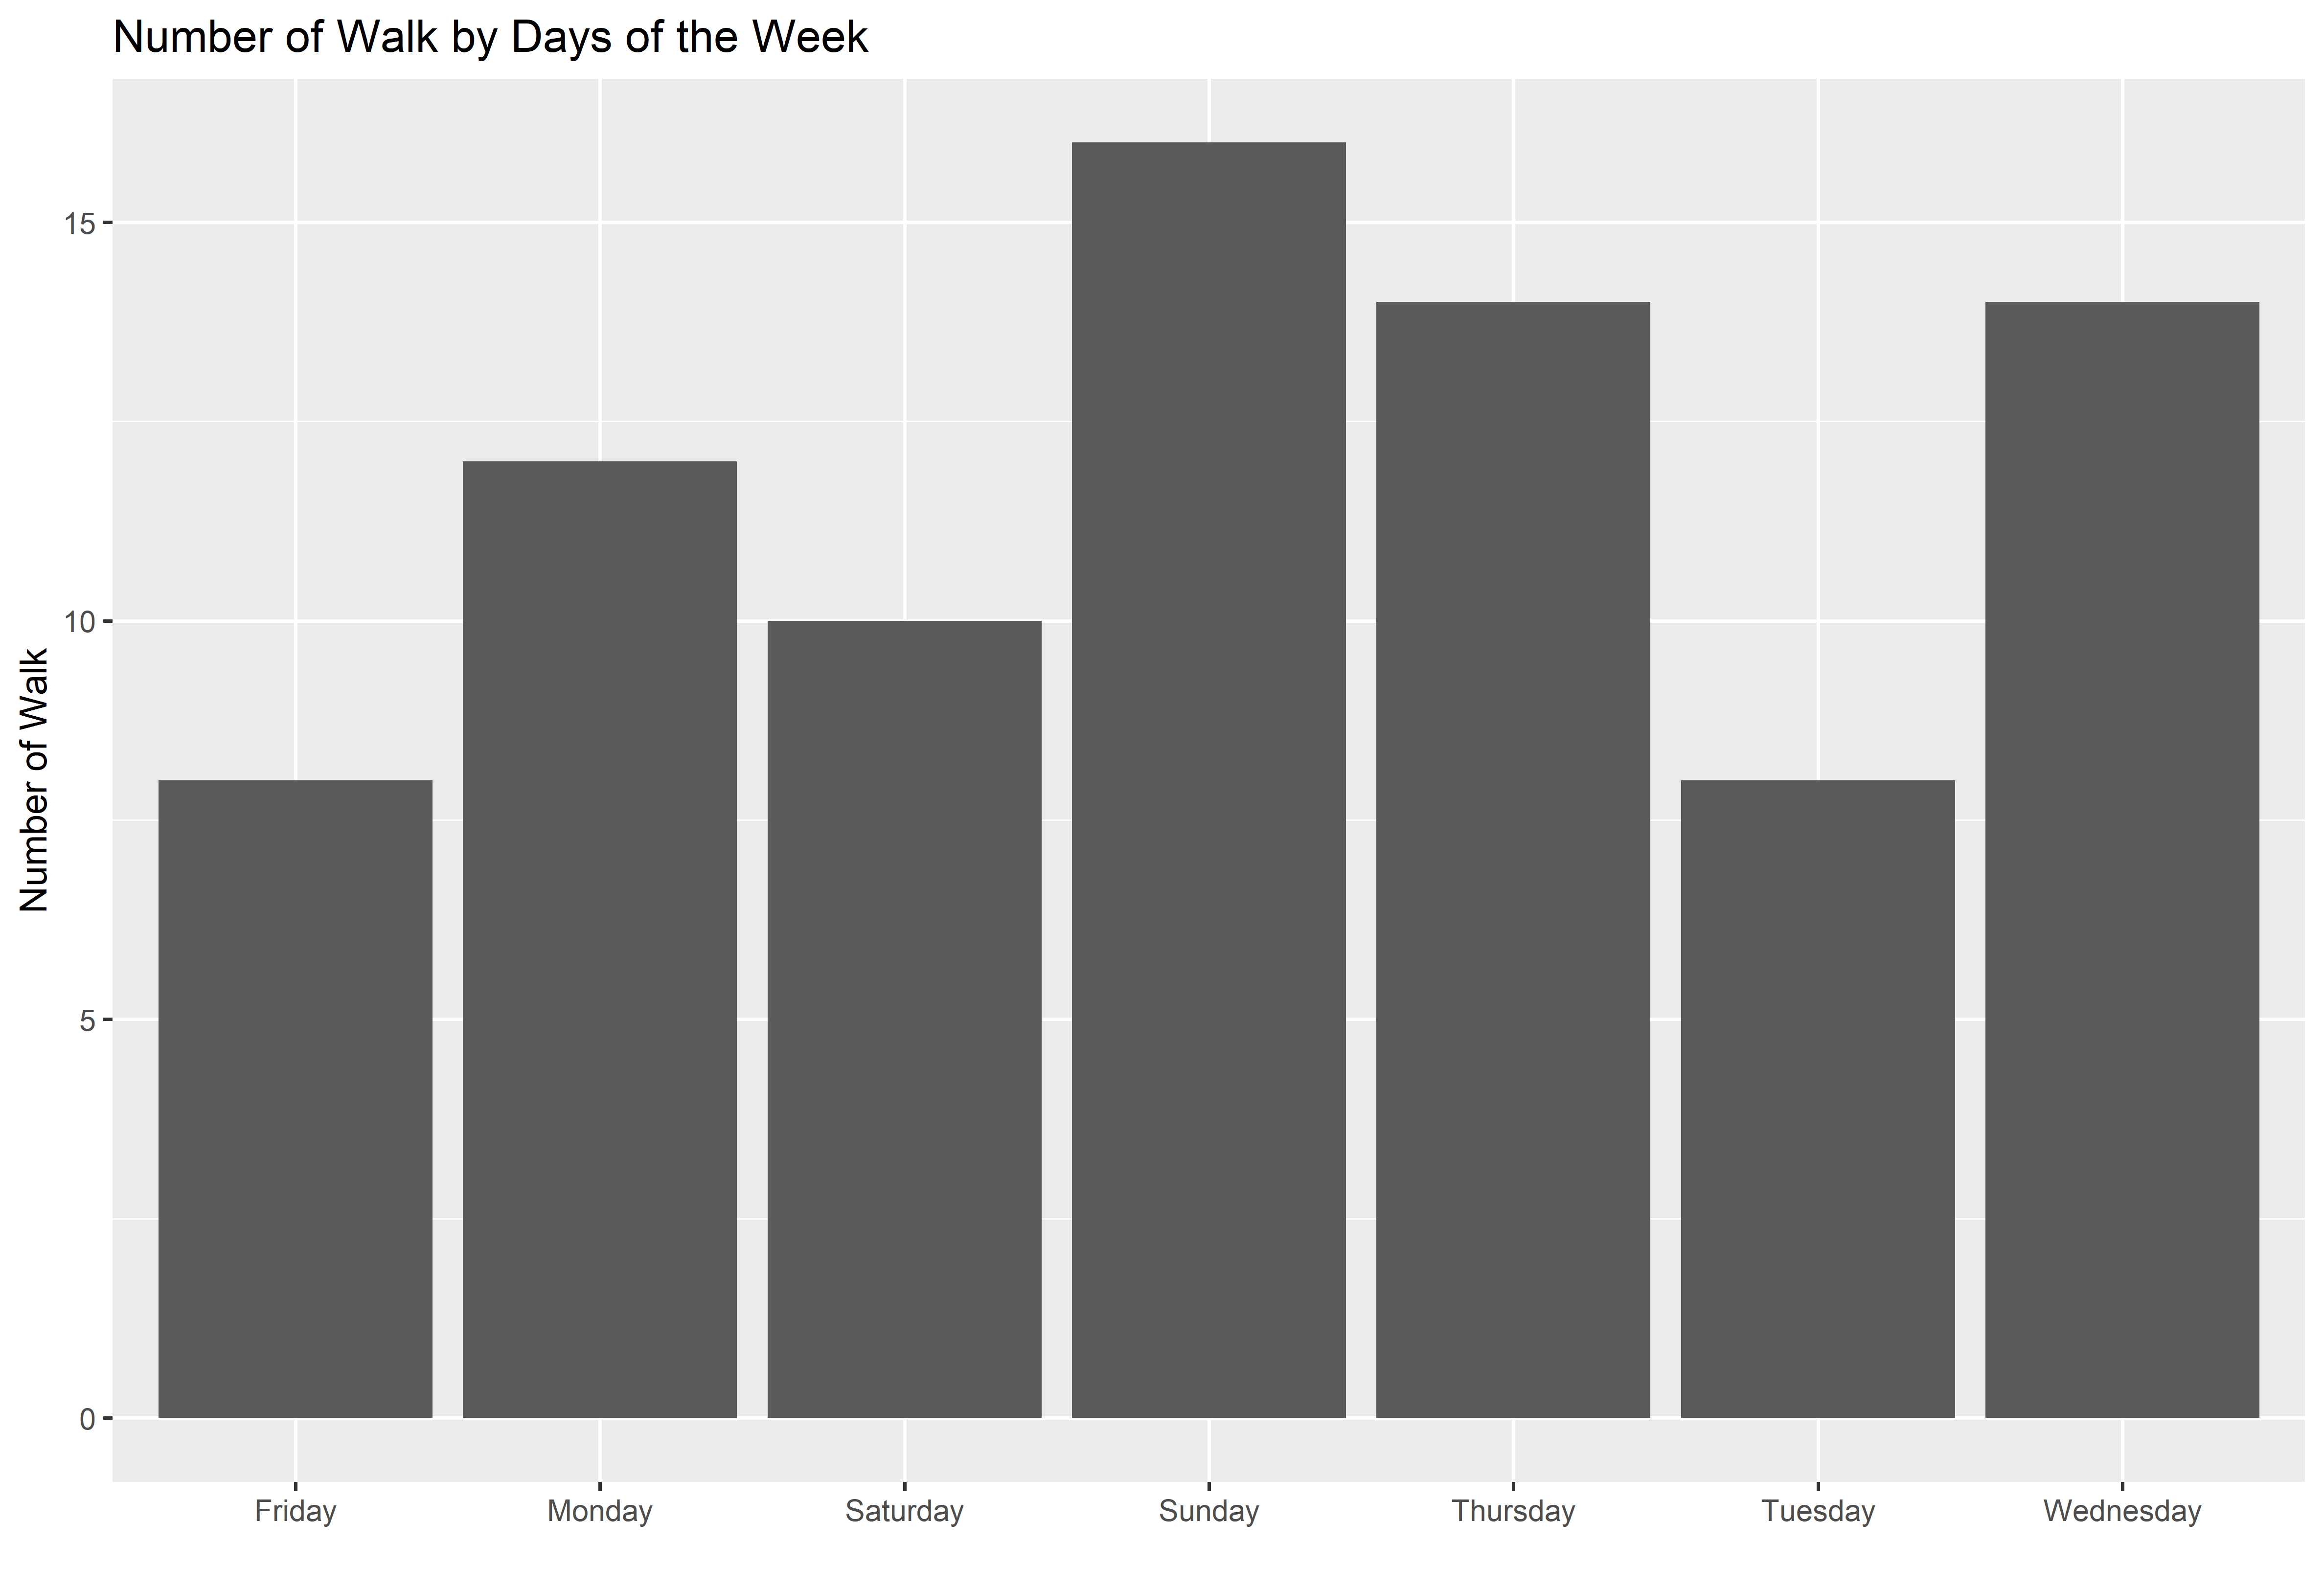 Number of Walk by Days of the Week
Number of Walk
15
10
5
0
Friday
Monday
Saturday
Sunday
Thursday
Tuesday
Wednesday